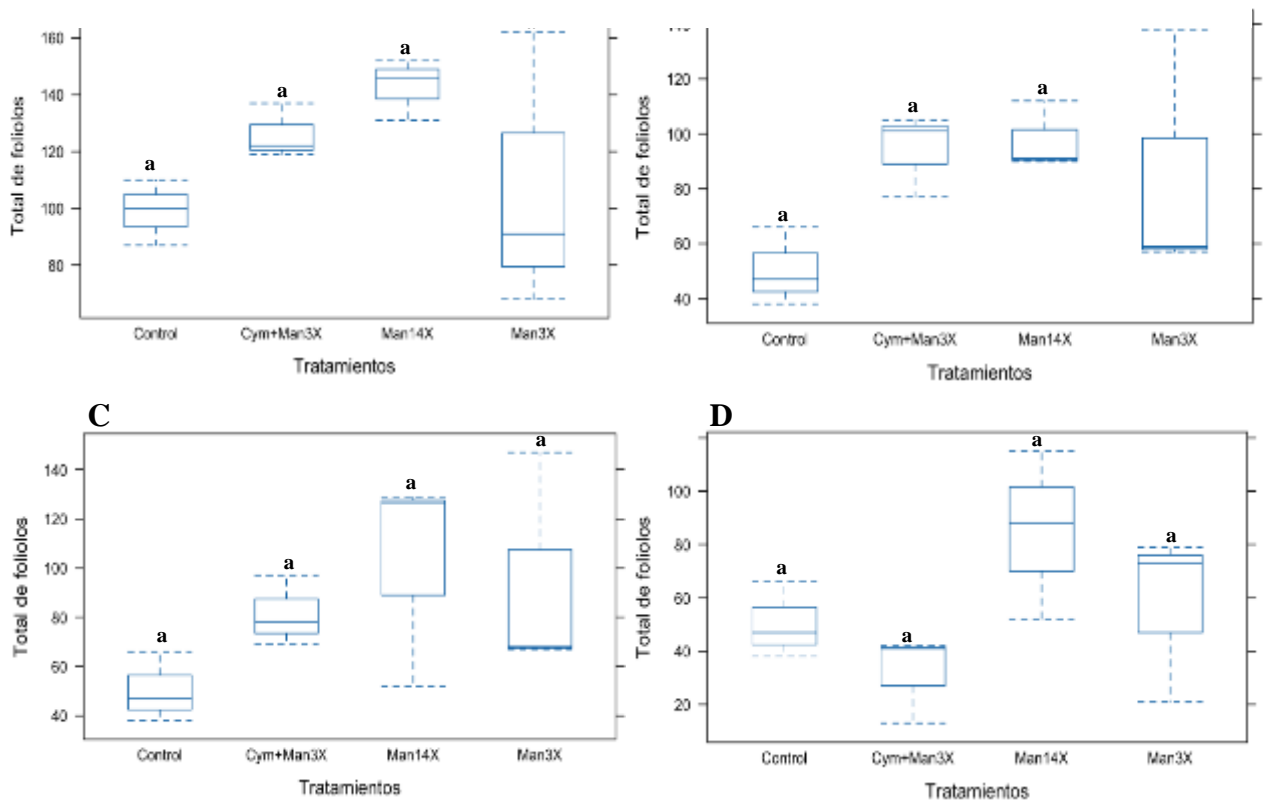 160
140
120
100
80
Total de foliolos
a
a
a
Control
Cym+Man3X
Man14X
Man3X
Tratamientos
120
100
80
60
40
Total de foliolos
a
a
a
Control
Cym+Man3X
Man14X
Man3X
Tratamientos
C
140
120
100
80
60
40
Total de foliolos
a
a
a
a
Control
Cym+Man3X
Man14X
Man3X
Tratamientos
D
100
80
60
40
20
Total de foliolos
a
a
a
a
Control
Cym+Man3X
Man14X
Man3X
Tratamientos